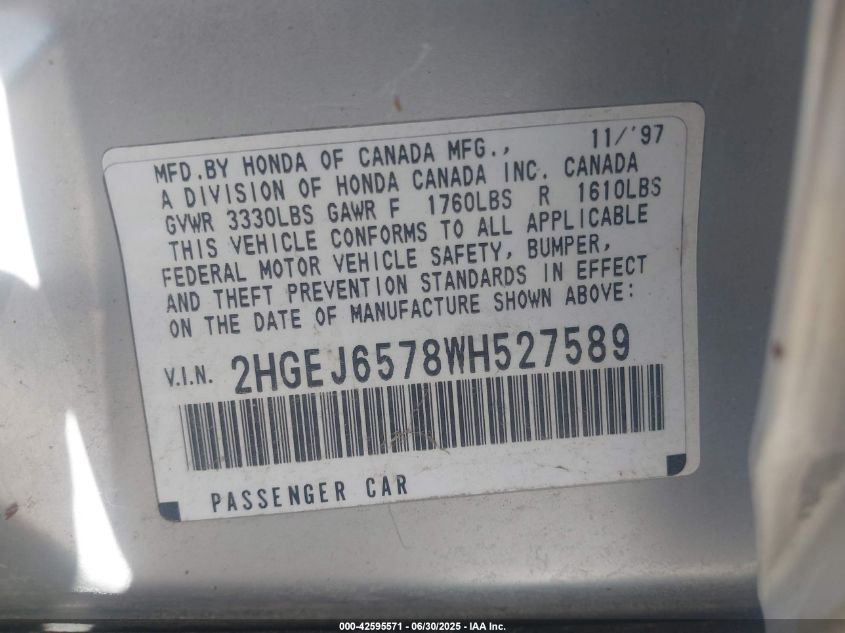 11/'97
MFD.BY HONDA OF CANADA MFG.,
A DIVISION OF HONDA CANADA INC. CANADA
GVWR 3330LBS GAWR F 1760LBS R 1610LBS
THIS VEHICLE CONFORMS TO ALL APPLICABLE
FEDERAL MOTOR VEHICLE SAFETY, BUMPER,
AND THEFT PREVENTION STANDARDS IN EFFECT
ON THE DATE OF MANUFACTURE SHOWN ABOVE:
V.I.N. 2HGEJ6578WH527589
PASSENGER CAR
000-42595571 - 06/30/2025 - IAA Inc.